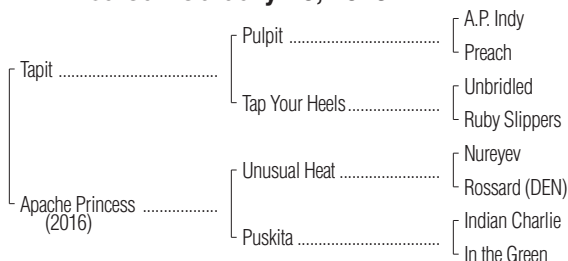 A.P. Indy
Pulpit
Preach
Tapit
Unbridled
Tap Your Heels
Ruby Slippers
Nureyev
Unusual Heat
Rossard (DEN)
Apache Princess
(2016)
Indian Charlie
Puskita
In the Green